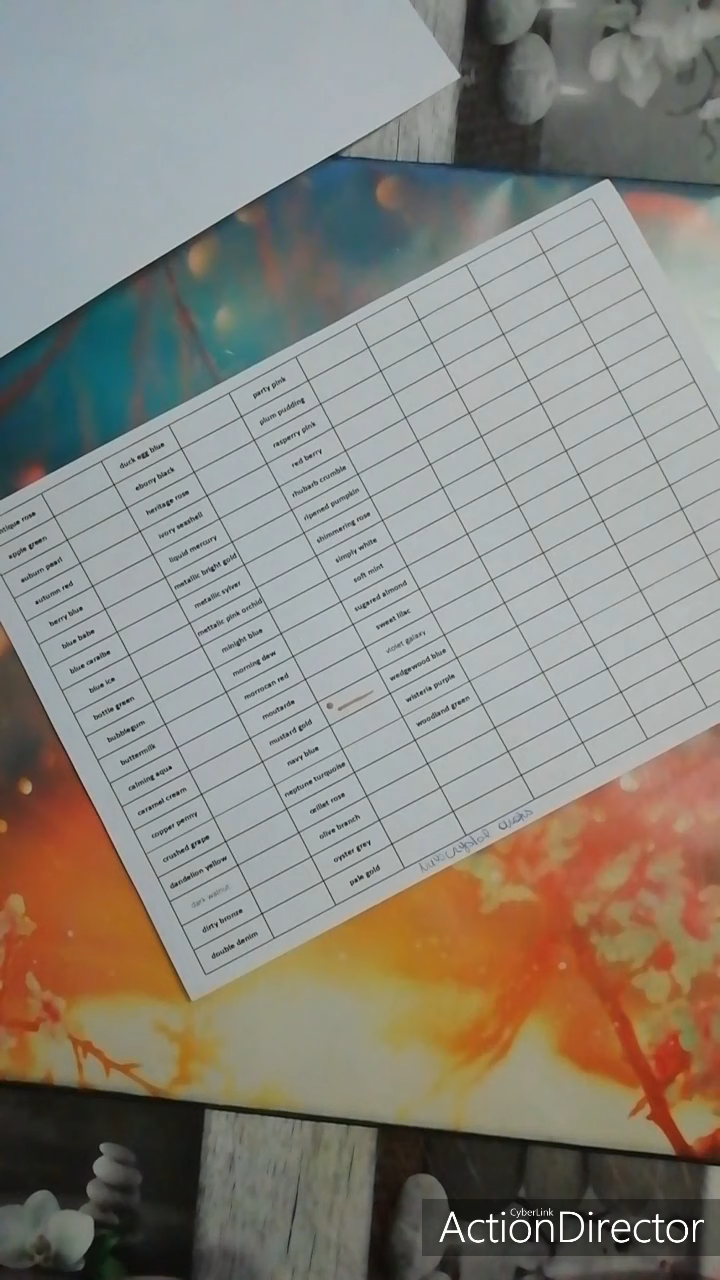 antique rose
apple green
auburn pearl
autumn red
berry blue
blue babe
blue caraibe
blue ice
bottle green
bubblegum
buttermilk
calming aqua
caramel cream
copper penny
crushed grape
dandelion yellow
dark walnut
dirty bronze
double denim
duck egg blue
ebony black
heritage rose
ivory seashell
liquid mercury
metallic bright gold
metallic sylver
mettalic pink orchid
minight blue
morning dew
morrocan red
moutarde
mustard gold
navy blue
neptune turquoise
oeillet rose
olive branch
oyster grey
pale gold
party pink
plum pudding
rasperry pink
red berry
rhubarb crumble
ripened pumpkin
shimmering rose
simply white
soft mint
sugared almond
sweet lilac
violet galaxy
wedgewood blue
wisteria purple
woodland green
Nuvo crystal drops
CyberLink
ActionDirector